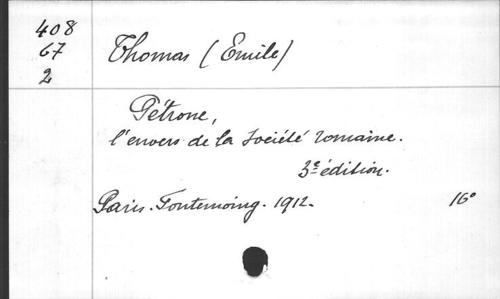 408
67
2
Thomas (Emile)
Pétrone,
l'envers de la Société romaine.
3e édition.
Paris. Fontemoing. 1912. 16°